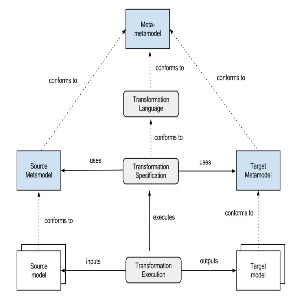 Meta-
metamodel
conforms to
conforms to
conforms to
Transformation
Language
conforms to
Source
Metamodel
uses
Transformation
Specification
uses
Target
Metamodel
conforms to
executes
conforms to
Source
model
inputs
Transformation
Execution
outputs
Target
model